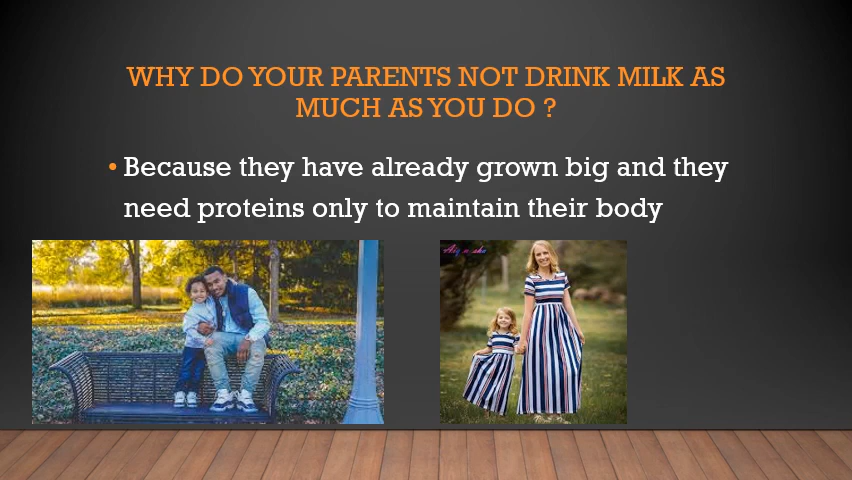 WHY DO YOUR PARENTS NOT DRINK MILK AS
MUCH AS YOU DO ?
• Because they have already grown big and they
need proteins only to maintain their body